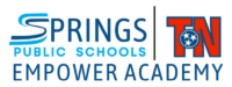 SPRINGS
PUBLIC SCHOOLS
TN
EMPOWER ACADEMY